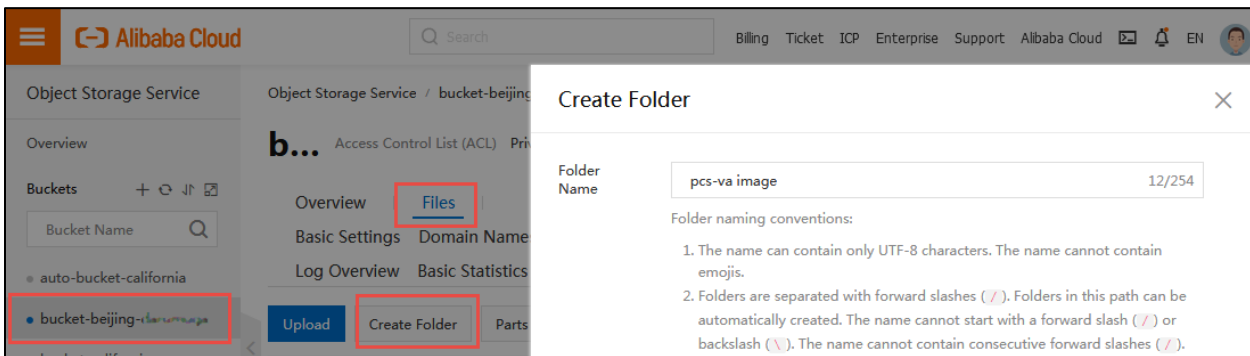 [-] Alibaba Cloud
Search
Billing Ticket ICP Enterprise Support Alibaba Cloud EN
Object Storage Service
Overview
Buckets
Bucket Name
auto-bucket-california
bucket-beijing-
Object Storage Service / bucket-beijing
b... Access Control List (ACL) Pri
Overview Files
Basic Settings Domain Name
Log Overview Basic Statistics
Upload Create Folder Parts
Create Folder
Folder
Name
pcs-va image 12/254
Folder naming conventions:
1. The name can contain only UTF-8 characters. The name cannot contain
emojis.
2. Folders are separated with forward slashes ( / ). Folders in this path can be
automatically created. The name cannot start with a forward slash ( / ) or
backslash ( \ ). The name cannot contain consecutive forward slashes ( / ).